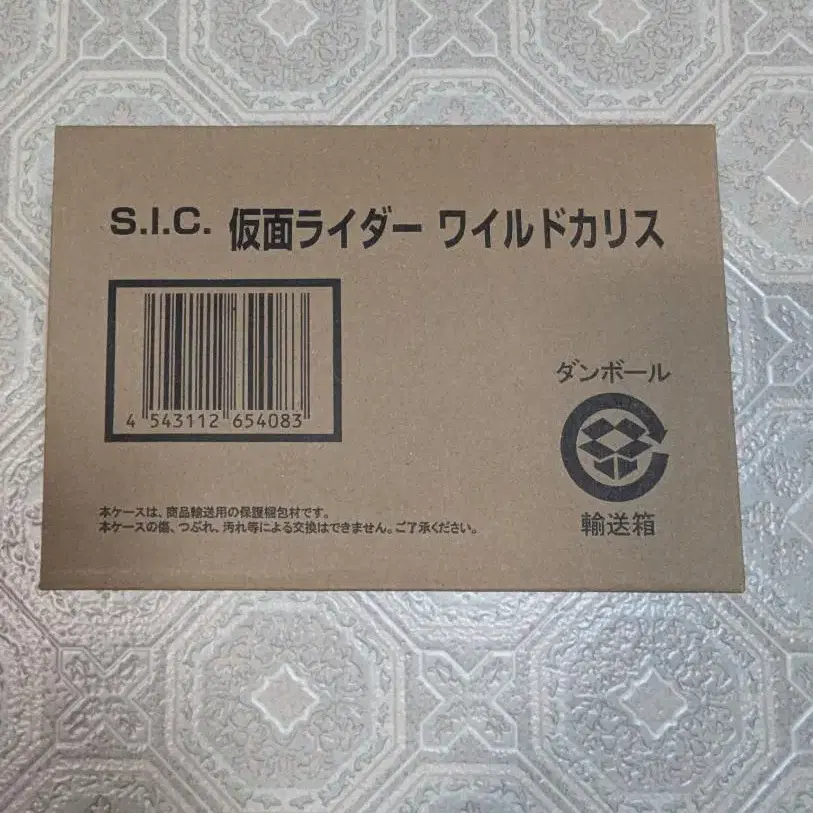 S.I.C. 仮面ライダー ワイルドカリス
4 543112 654083
ダンボール
輸送箱
本ケースは、商品輸送用の保護梱包材です。
本ケースの傷、つぶれ、汚れ等による交換はできません。ご了承ください。